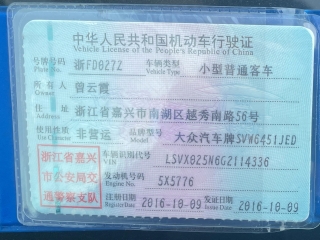 中华人民共和国机动车行驶证
Vehicle License of the People's Republic of China
号牌号码 浙FD0272 车辆类型 小型普通客车
Plate No. Vehicle Type
所有人 曾云霞
Owner
住址 浙江省嘉兴市南湖区越秀南路56号
Address
使用性质 非营运 品牌型号 大众汽车牌SVW6451JED
Use Character Model
浙江省嘉兴市公安局交通警察支队
车辆识别代号 LSVX025N6G2114336
VIN
发动机号码 5X5776
Engine No.
注册日期 2016-10-09 发证日期 2016-10-09
Register Date Issue Date